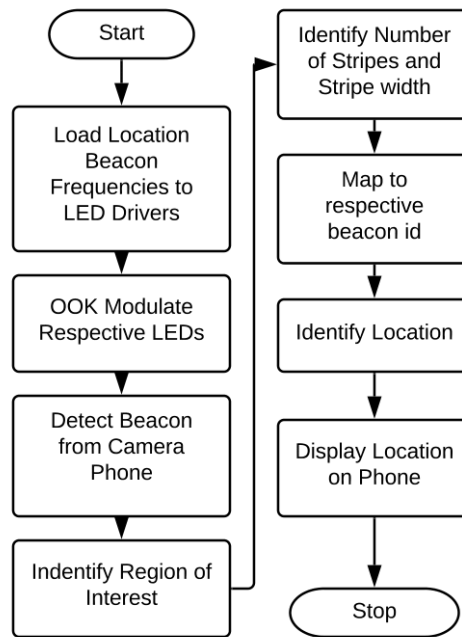 Start
Load Location
Beacon
Frequencies to
LED Drivers
OOK Modulate
Respective LEDs
Detect Beacon
from Camera
Phone
Indentify Region of
Interest
Identify Number
of Stripes and
Stripe width
Map to
respective
beacon id
Identify Location
Display Location
on Phone
Stop